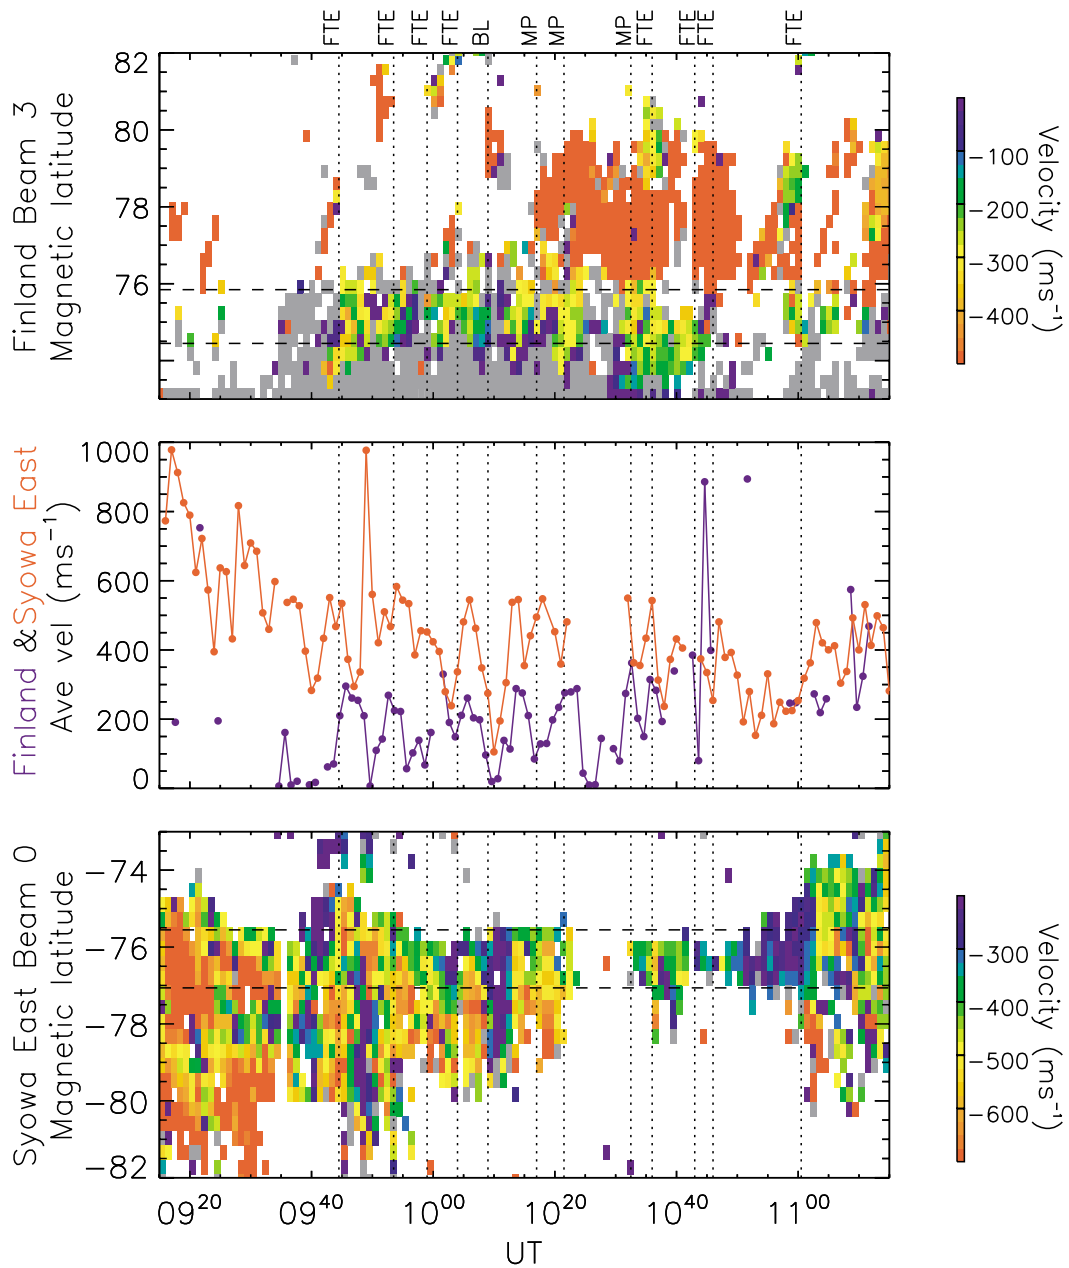 FTE FTE FTE FTE BL MP MP MP FTE FTE FTE FTE
Finland Beam 3
Magnetic latitude
82
80
78
76
Velocity (ms⁻¹)
−100
−200
−300
−400
Finland & Syowa East
Ave vel (ms⁻¹)
1000
800
600
400
200
0
Syowa East Beam 0
Magnetic latitude
−74
−76
−78
−80
−82
Velocity (ms⁻¹)
−300
−400
−500
−600
09²⁰ 09⁴⁰ 10⁰⁰ 10²⁰ 10⁴⁰ 11⁰⁰
UT